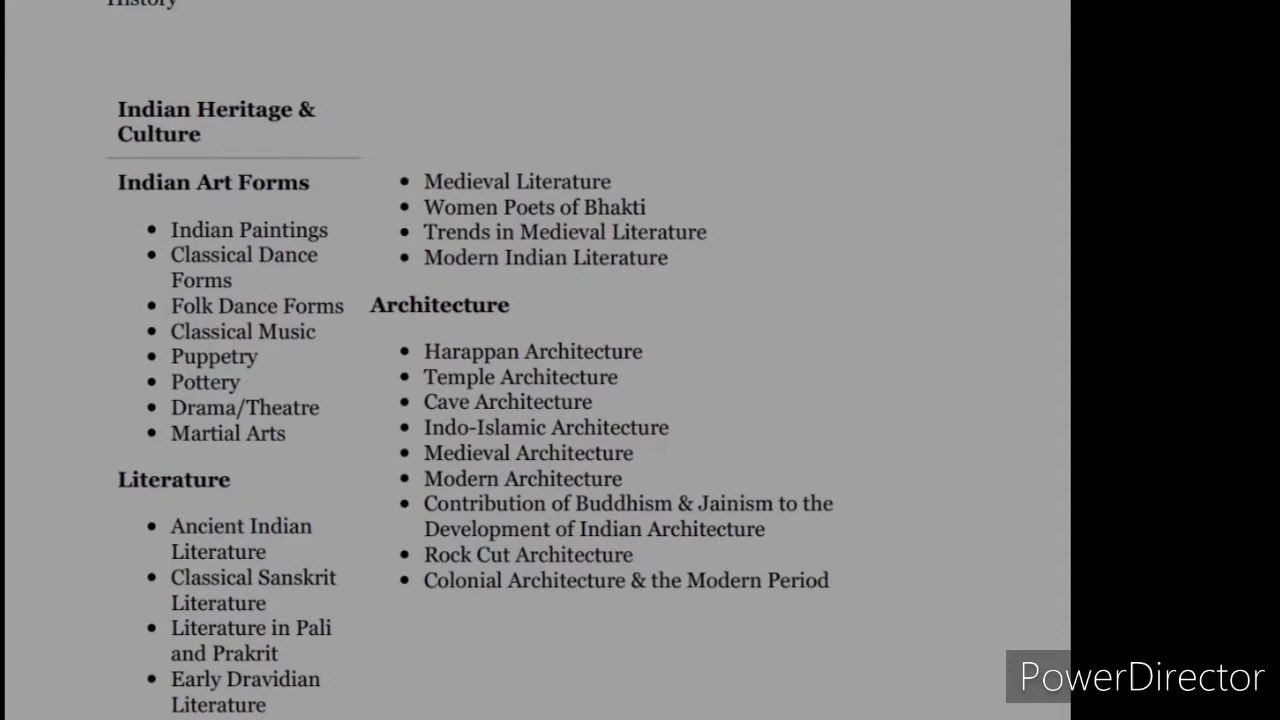 History
Indian Heritage &
Culture
Indian Art Forms
• Indian Paintings
• Classical Dance
Forms
• Folk Dance Forms
• Classical Music
• Puppetry
• Pottery
• Drama/Theatre
• Martial Arts
Literature
• Ancient Indian
Literature
• Classical Sanskrit
Literature
• Literature in Pali
and Prakrit
• Early Dravidian
Literature
• Medieval Literature
• Women Poets of Bhakti
• Trends in Medieval Literature
• Modern Indian Literature
Architecture
• Harappan Architecture
• Temple Architecture
• Cave Architecture
• Indo-Islamic Architecture
• Medieval Architecture
• Modern Architecture
• Contribution of Buddhism & Jainism to the
Development of Indian Architecture
• Rock Cut Architecture
• Colonial Architecture & the Modern Period
PowerDirector